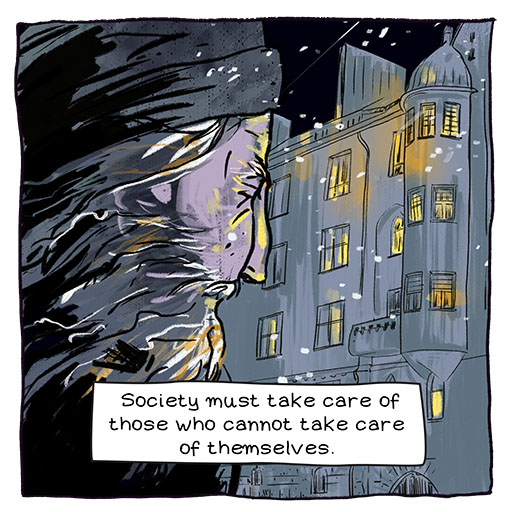 Society must take care of
those who cannot take care
of themselves.